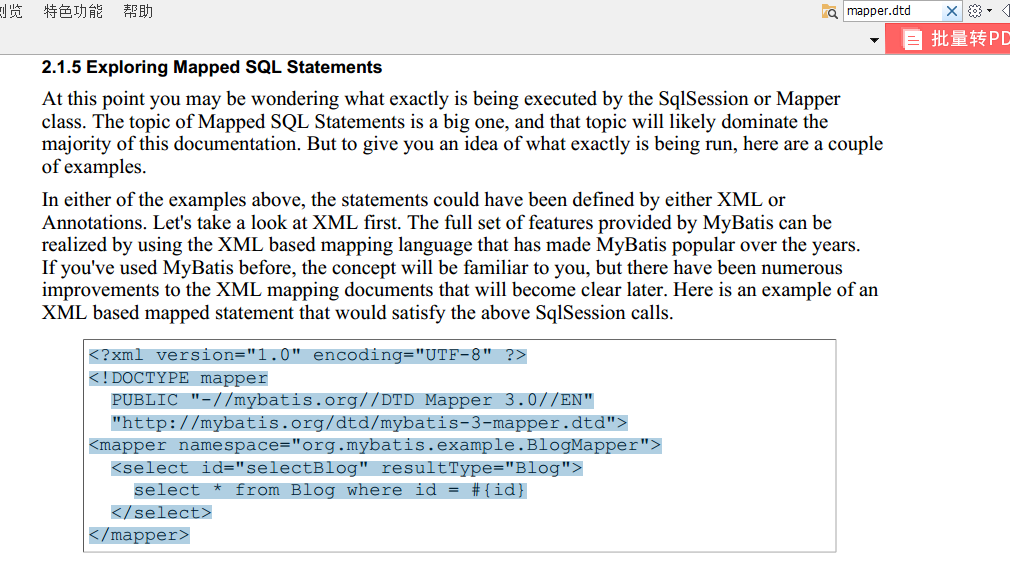 浏览 特色功能 帮助
mapper.dtd
批量转PD
2.1.5 Exploring Mapped SQL Statements
At this point you may be wondering what exactly is being executed by the SqlSession or Mapper
class. The topic of Mapped SQL Statements is a big one, and that topic will likely dominate the
majority of this documentation. But to give you an idea of what exactly is being run, here are a couple
of examples.
In either of the examples above, the statements could have been defined by either XML or
Annotations. Let's take a look at XML first. The full set of features provided by MyBatis can be
realized by using the XML based mapping language that has made MyBatis popular over the years.
If you've used MyBatis before, the concept will be familiar to you, but there have been numerous
improvements to the XML mapping documents that will become clear later. Here is an example of an
XML based mapped statement that would satisfy the above SqlSession calls.
<?xml version="1.0" encoding="UTF-8" ?>
<!DOCTYPE mapper
PUBLIC "-//mybatis.org//DTD Mapper 3.0//EN"
"http://mybatis.org/dtd/mybatis-3-mapper.dtd">
<mapper namespace="org.mybatis.example.BlogMapper">
<select id="selectBlog" resultType="Blog">
select * from Blog where id = #{id}
</select>
</mapper>